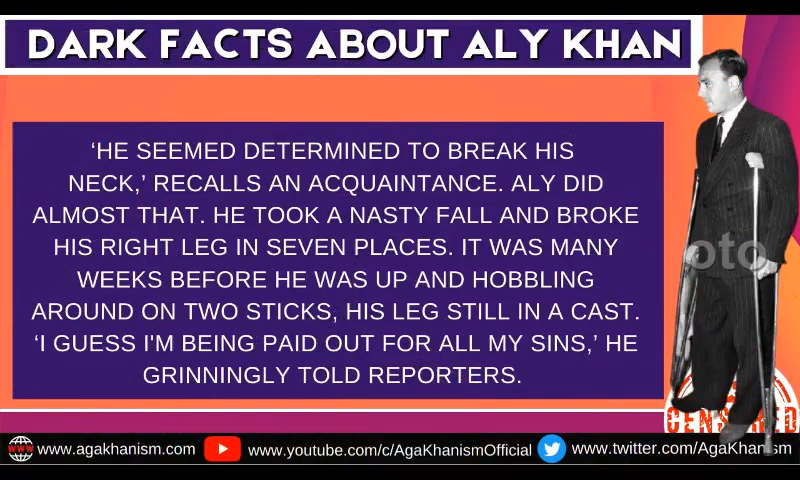 DARK FACTS ABOUT ALY KHAN
‘HE SEEMED DETERMINED TO BREAK HIS
NECK,’ RECALLS AN ACQUAINTANCE. ALY DID
ALMOST THAT. HE TOOK A NASTY FALL AND BROKE
HIS RIGHT LEG IN SEVEN PLACES. IT WAS MANY
WEEKS BEFORE HE WAS UP AND HOBBLING
AROUND ON TWO STICKS, HIS LEG STILL IN A CAST.
‘I GUESS I'M BEING PAID OUT FOR ALL MY SINS,’ HE
GRINNINGLY TOLD REPORTERS.
oto
CENSORED
www.agakhanism.com www.youtube.com/c/AgaKhanismOfficial www.twitter.com/AgaKhanism